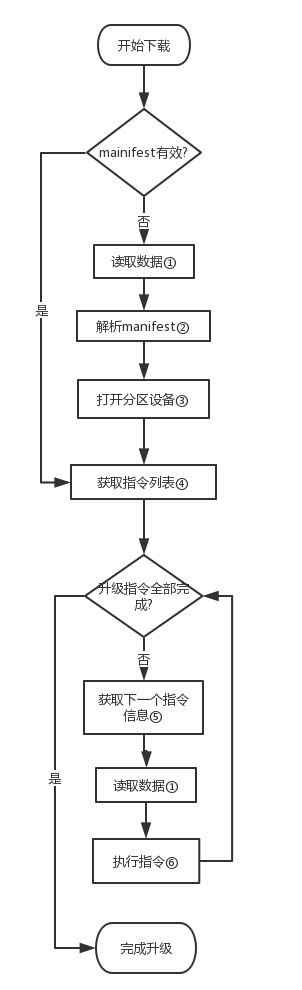 开始下载
mainifest有效?
否
读取数据①
是
解析manifest②
打开分区设备③
获取指令列表④
升级指令全部完
成?
否
获取下一个指令
信息⑤
是
读取数据①
执行指令⑥
完成升级